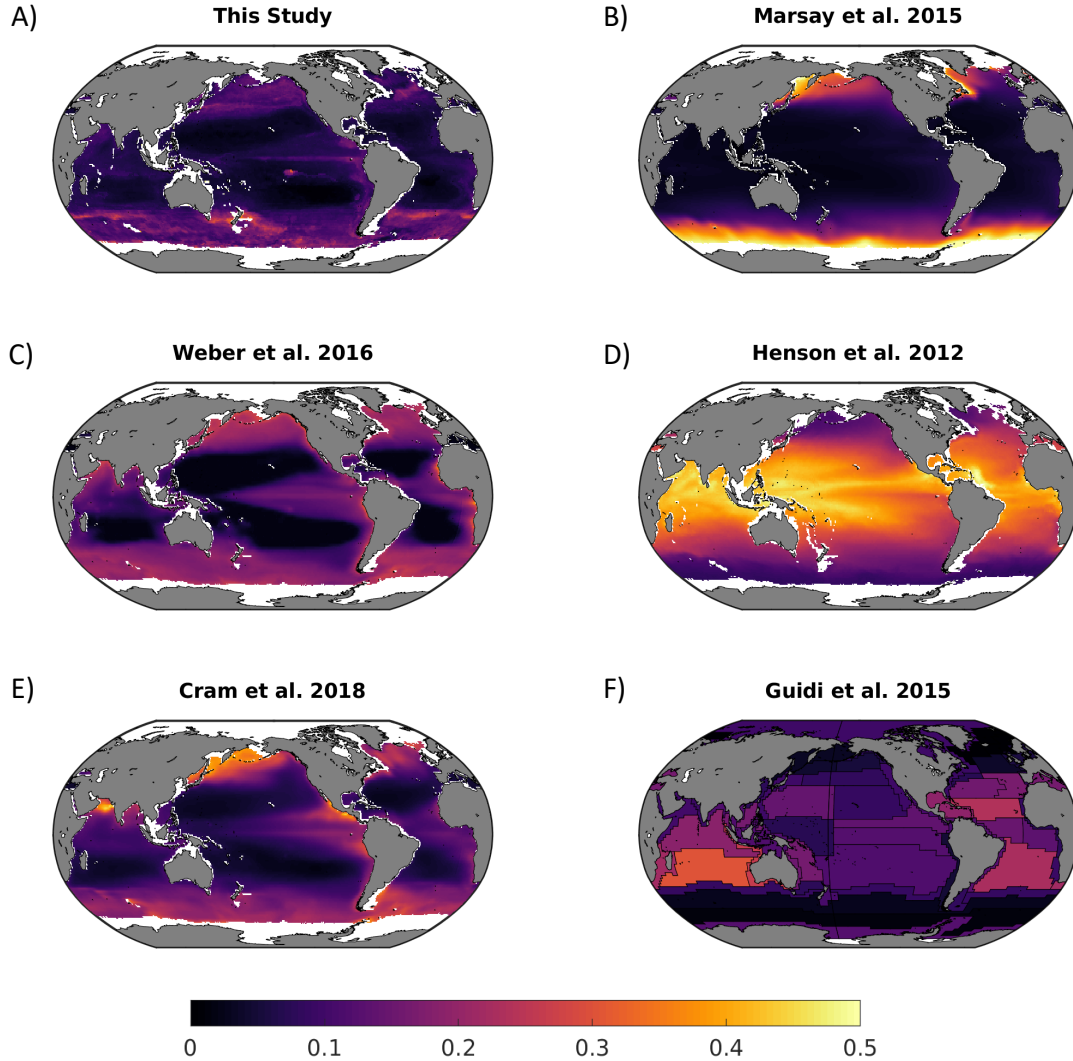 A)
This Study
B)
Marsay et al. 2015
C)
Weber et al. 2016
D)
Henson et al. 2012
E)
Cram et al. 2018
F)
Guidi et al. 2015
0 0.1 0.2 0.3 0.4 0.5